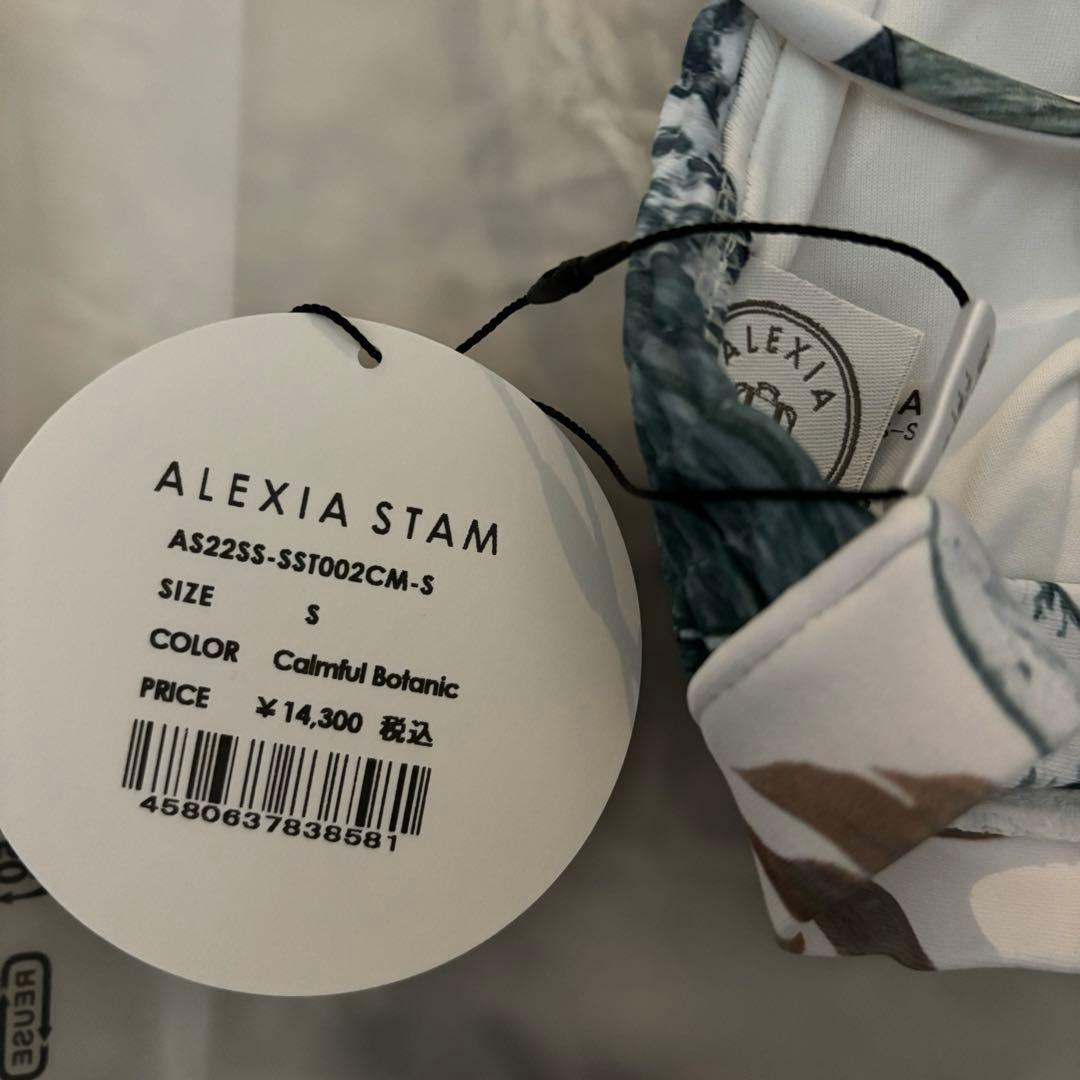 ALEXIA STAM
AS22SS-SST002CM-S
SIZE S
COLOR Calmful Botanic
PRICE ¥14,300 税込
4580637838581
ALEXIA
A
-S
REUSE